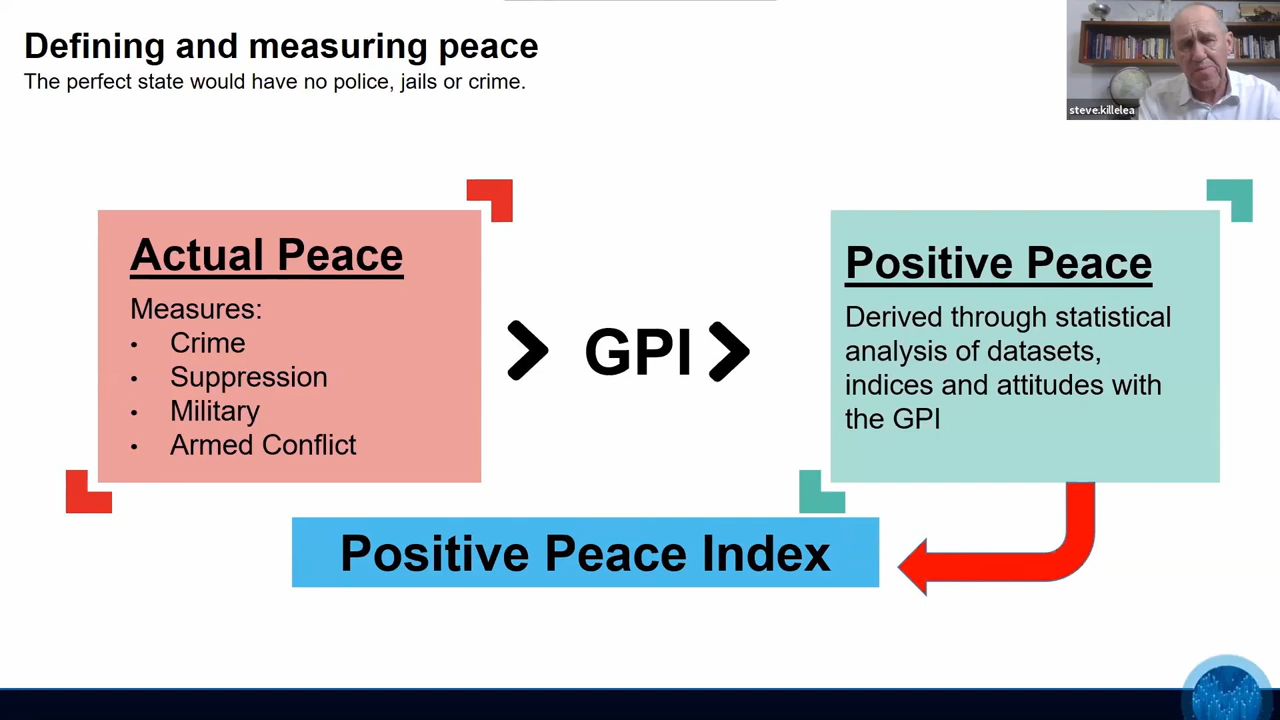 Defining and measuring peace
The perfect state would have no police, jails or crime.
steve.killelea
Actual Peace
Measures:
• Crime
• Suppression
• Military
• Armed Conflict
GPI
Positive Peace
Derived through statistical
analysis of datasets,
indices and attitudes with
the GPI
Positive Peace Index